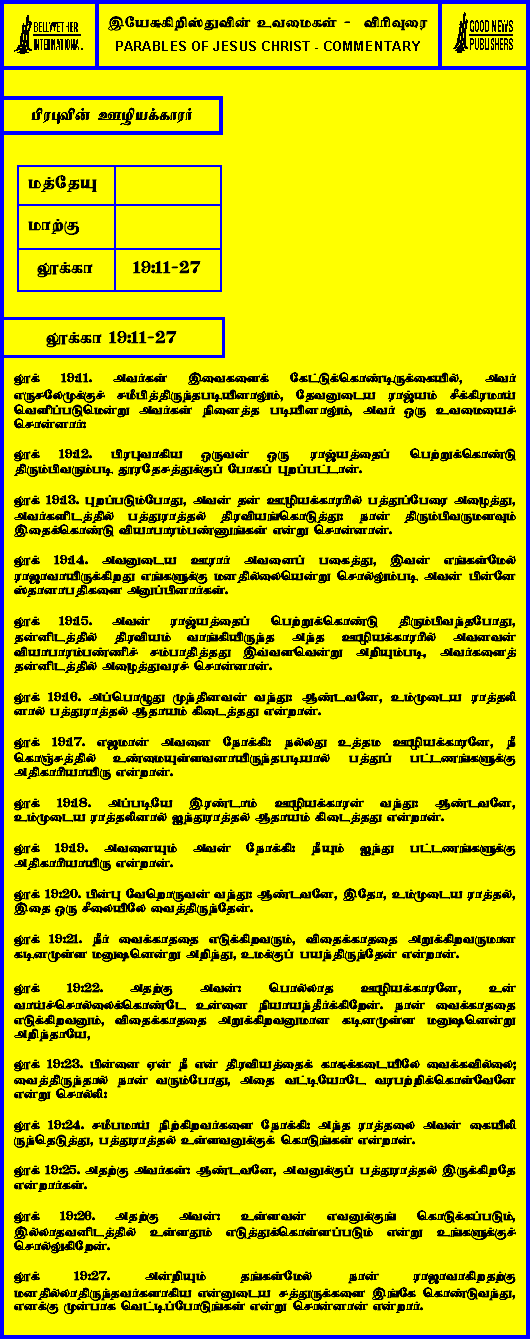 BELLWETHER
INTERNATIONAL
இயேசுகிறிஸ்துவின் உவமைகள் - விரிவுரை
PARABLES OF JESUS CHRIST - COMMENTARY
GOOD NEWS
PUBLISHERS
பிரபுவின் ஊழியக்காரர்
மத்தேயு
மாற்கு
லூக்கா 19:11-27
லூக்கா 19:11-27
லூக் 19:11. அவர்கள் இவைகளைக் கேட்டுக்கொண்டிருக்கையில், அவர்
எருசலேமுக்குச் சமீபித்திருந்தபடியினாலும், தேவனுடைய ராஜ்யம் சீக்கிரமாய்
வெளிப்படுமென்று அவர்கள் நினைத்த படியினாலும், அவர் ஒரு உவமையைச்
சொன்னார்:
லூக் 19:12. பிரபுவாகிய ஒருவன் ஒரு ராஜ்யத்தைப் பெற்றுக்கொண்டு
திரும்பிவரும்படி தூரதேசத்துக்குப் போகப் புறப்பட்டான்.
லூக் 19:13. புறப்படும்போது, அவன் தன் ஊழியக்காரரில் பத்துப்பேரை அழைத்து,
அவர்களிடத்தில் பத்துராத்தல் திரவியங்கொடுத்து: நான் திரும்பிவருமளவும்
இதைக்கொண்டு வியாபாரம்பண்ணுங்கள் என்று சொன்னான்.
லூக் 19:14. அவனுடைய ஊரார் அவனைப் பகைத்து, இவன் எங்கள்மேல்
ராஜாவாயிருக்கிறது எங்களுக்கு மனதில்லையென்று சொல்லும்படி அவன் பின்னே
ஸ்தானாபதிகளை அனுப்பினார்கள்.
லூக் 19:15. அவன் ராஜ்யத்தைப் பெற்றுக்கொண்டு திரும்பிவந்தபோது,
தன்னிடத்தில் திரவியம் வாங்கியிருந்த அந்த ஊழியக்காரரில் அவனவன்
வியாபாரம்பண்ணிச் சம்பாதித்தது இவ்வளவென்று அறியும்படி, அவர்களைத்
தன்னிடத்தில் அழைத்துவரச் சொன்னான்.
லூக் 19:16. அப்பொழுது முந்தினவன் வந்து: ஆண்டவனே, உம்முடைய ராத்தலி
னால் பத்துராத்தல் ஆதாயம் கிடைத்தது என்றான்.
லூக் 19:17. எஜமான் அவனை நோக்கி: நல்லது உத்தம ஊழியக்காரனே, நீ
கொஞ்சத்தில் உண்மையுள்ளவனாயிருந்தபடியால் பத்துப் பட்டணங்களுக்கு
அதிகாரியாயிரு என்றான்.
லூக் 19:18. அப்படியே இரண்டாம் ஊழியக்காரன் வந்து: ஆண்டவனே,
உம்முடைய ராத்தலினால் ஐந்துராத்தல் ஆதாயம் கிடைத்தது என்றான்.
லூக் 19:19. அவனையும் அவன் நோக்கி: நீயும் ஐந்து பட்டணங்களுக்கு
அதிகாரியாயிரு என்றான்.
லூக் 19:20. பின்பு வேறொருவன் வந்து: ஆண்டவனே, இதோ, உம்முடைய ராத்தல்,
இதை ஒரு சீலையிலே வைத்திருந்தேன்.
லூக் 19:21. நீர் வைக்காததை எடுக்கிறவரும், விதைக்காததை அறுக்கிறவருமான
கடினமுள்ள மனுஷனென்று அறிந்து, உமக்குப் பயந்திருந்தேன் என்றான்.
லூக் 19:22. அதற்கு அவன்: பொல்லாத ஊழியக்காரனே, உன்
வாய்ச்சொல்லைக்கொண்டே உன்னை நியாயந்தீர்க்கிறேன். நான் வைக்காததை
எடுக்கிறவனும், விதைக்காததை அறுக்கிறவனுமான கடினமுள்ள மனுஷனென்று
அறிந்தாயே,
லூக் 19:23. பின்னை ஏன் நீ என் திரவியத்தைக் காசுக்கடையிலே வைக்கவில்லை;
வைத்திருந்தால் நான் வரும்போது, அதை வட்டியோடே வரபற்றிக்கொள்வேனே
என்று சொல்லி:
லூக் 19:24. சமீபமாய் நிற்கிறவர்களை நோக்கி: அந்த ராத்தலை அவன் கையிலி
ருந்தெடுத்து, பத்துராத்தல் உள்ளவனுக்குக் கொடுங்கள் என்றான்.
லூக் 19:25. அதற்கு அவர்கள்: ஆண்டவனே, அவனுக்குப் பத்துராத்தல் இருக்கிறதே
என்றார்கள்.
லூக் 19:26. அதற்கு அவன்: உள்ளவன் எவனுக்குங் கொடுக்கப்படும்,
இல்லாதவனிடத்தில் உள்ளதும் எடுத்துக்கொள்ளப்படும் என்று உங்களுக்குச்
சொல்லுகிறேன்.
லூக் 19:27. அன்றியும் தங்கள்மேல் நான் ராஜாவாகிறதற்கு
மனதில்லாதிருந்தவர்களாகிய என்னுடைய சத்துருக்களை இங்கே கொண்டுவந்து,
எனக்கு முன்பாக வெட்டிப்போடுங்கள் என்று சொன்னான் என்றார்.